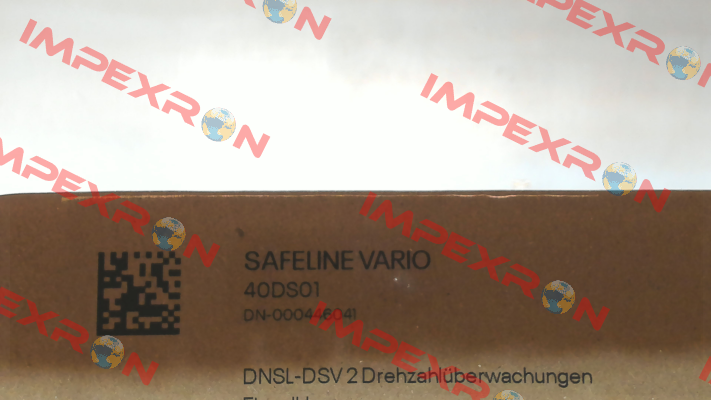 IMPEXRON
IMPEXRON
IMPEXRON
IMPEXRON
IMPEXRON
SAFELINE VARIO
40DS01
DN-000446041
DNSL-DSV 2 Drehzahlüberwachungen